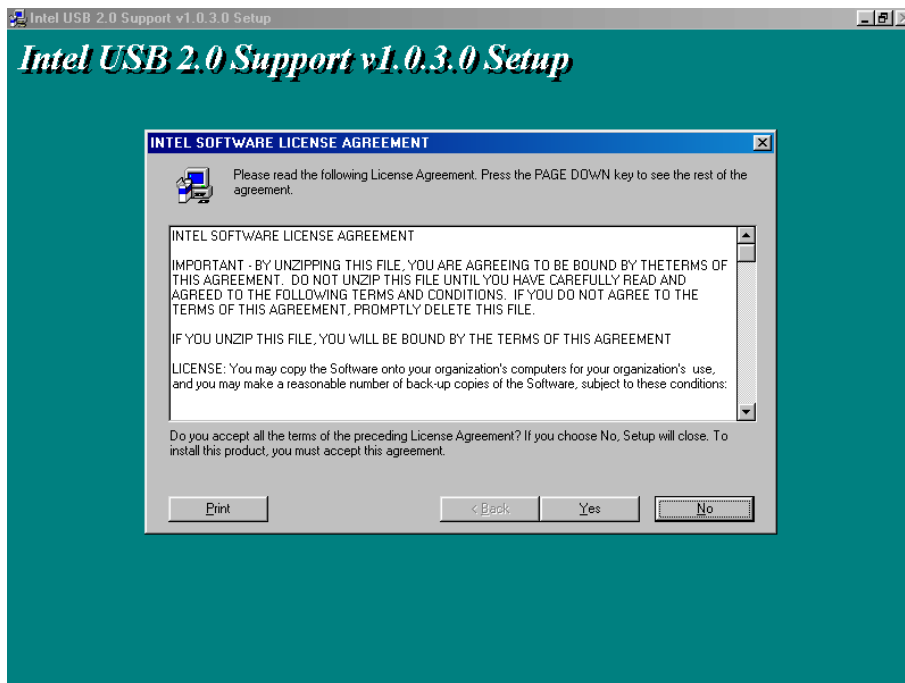 Intel USB 2.0 Support v1.0.3.0 Setup
Intel USB 2.0 Support v1.0.3.0 Setup
INTEL SOFTWARE LICENSE AGREEMENT
Please read the following License Agreement. Press the PAGE DOWN key to see the rest of the
agreement.
INTEL SOFTWARE LICENSE AGREEMENT
IMPORTANT - BY UNZIPPING THIS FILE, YOU ARE AGREEING TO BE BOUND BY THETERMS OF
THIS AGREEMENT.  DO NOT UNZIP THIS FILE UNTIL YOU HAVE CAREFULLY READ AND
AGREED TO THE FOLLOWING TERMS AND CONDITIONS.  IF YOU DO NOT AGREE TO THE
TERMS OF THIS AGREEMENT, PROMPTLY DELETE THIS FILE.
IF YOU UNZIP THIS FILE, YOU WILL BE BOUND BY THE TERMS OF THIS AGREEMENT
LICENSE: You may copy the Software onto your organization's computers for your organization's  use,
and you may make a reasonable number of back-up copies of the Software, subject to these conditions:
Do you accept all the terms of the preceding License Agreement? If you choose No, Setup will close. To
install this product, you must accept this agreement.
Print
< Back
Yes
No